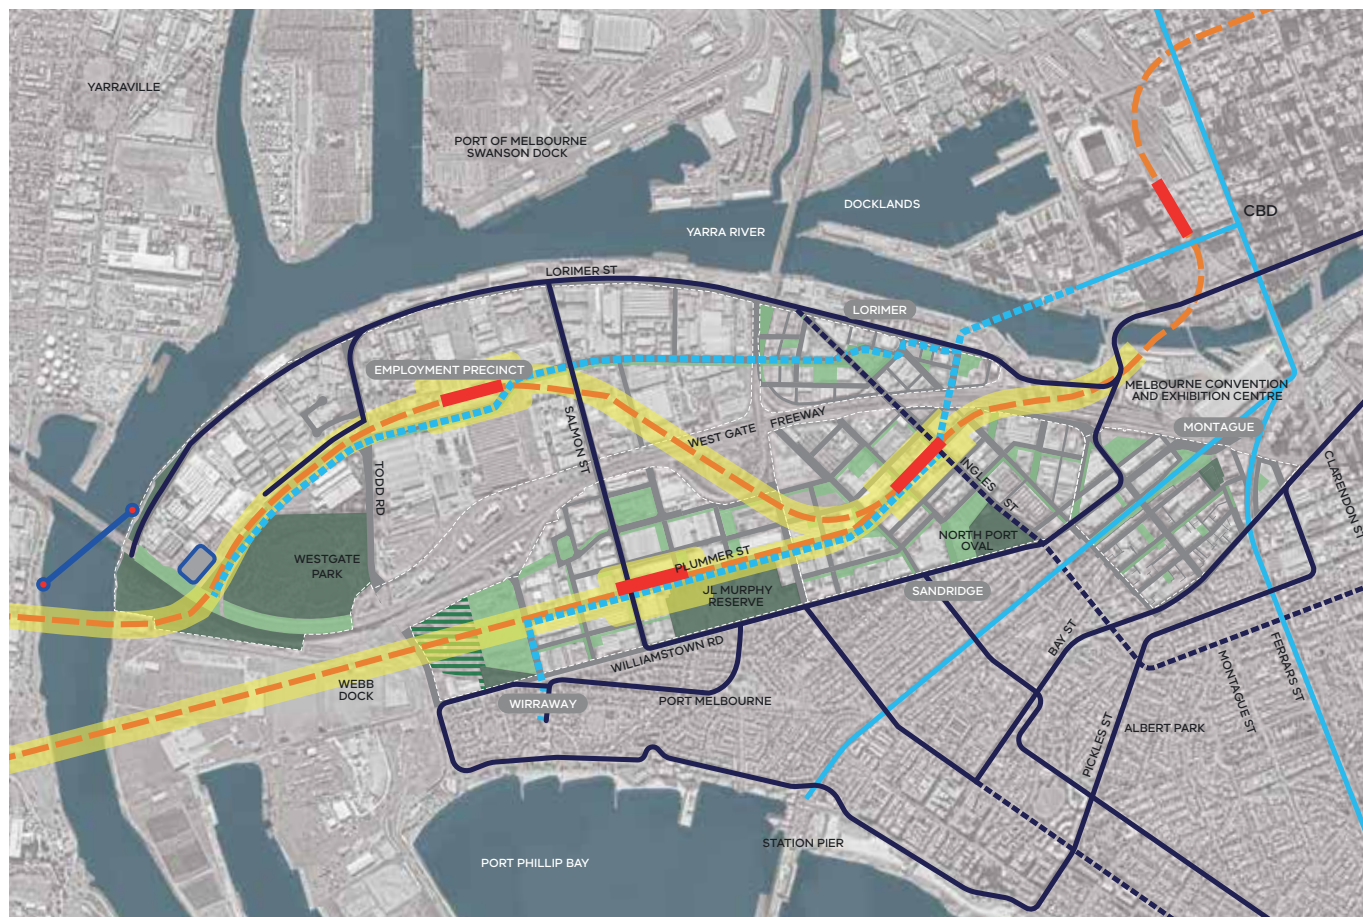 YARRAVILLE
PORT OF MELBOURNE
SWANSON DOCK
DOCKLANDS
CBD
YARRA RIVER
LORIMER ST
LORIMER
EMPLOYMENT PRECINCT
MELBOURNE CONVENTION
AND EXHIBITION CENTRE
MONTAGUE
SALMON ST
WEST GATE FREEWAY
TODD RD
INGLES ST
CLARENDON ST
NORTH PORT
OVAL
WESTGATE
PARK
PLUMMER ST
JL MURPHY
RESERVE
SANDRIDGE
BAY ST
WILLIAMSTOWN RD
FERRARS ST
MONTAGUE ST
WEBB
DOCK
WIRRAWAY
PORT MELBOURNE
PICKLES ST
ALBERT PARK
STATION PIER
PORT PHILLIP BAY